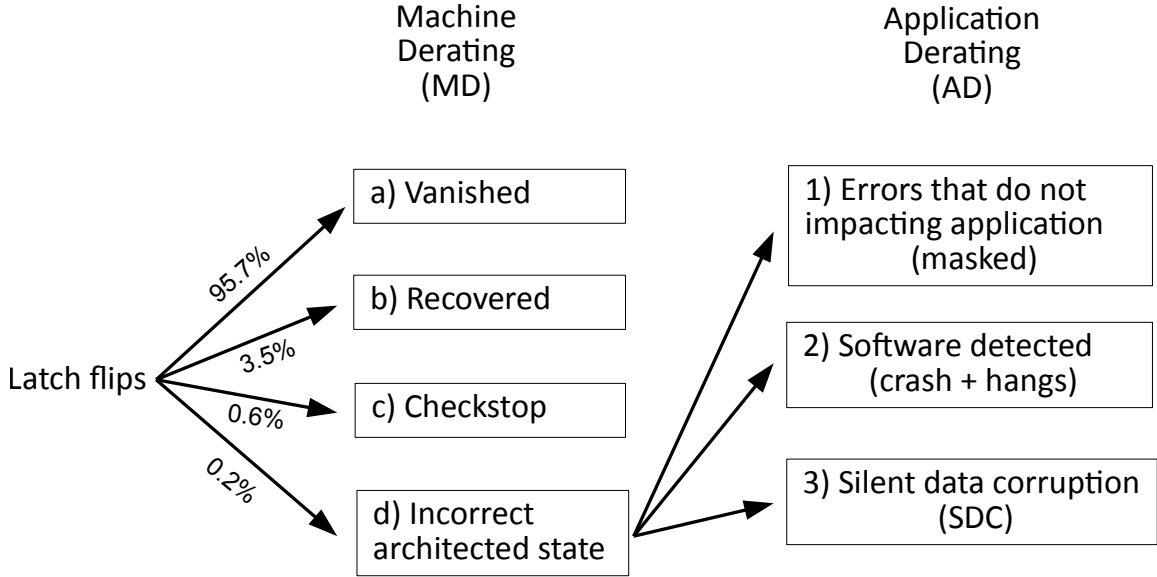 Machine
Derating
(MD)
Application
Derating
(AD)
a) Vanished
b) Recovered
c) Checkstop
d) Incorrect
architected state
Latch flips
95.7%
3.5%
0.6%
0.2%
1) Errors that do not
impacting application
(masked)
2) Software detected
(crash + hangs)
3) Silent data corruption
(SDC)